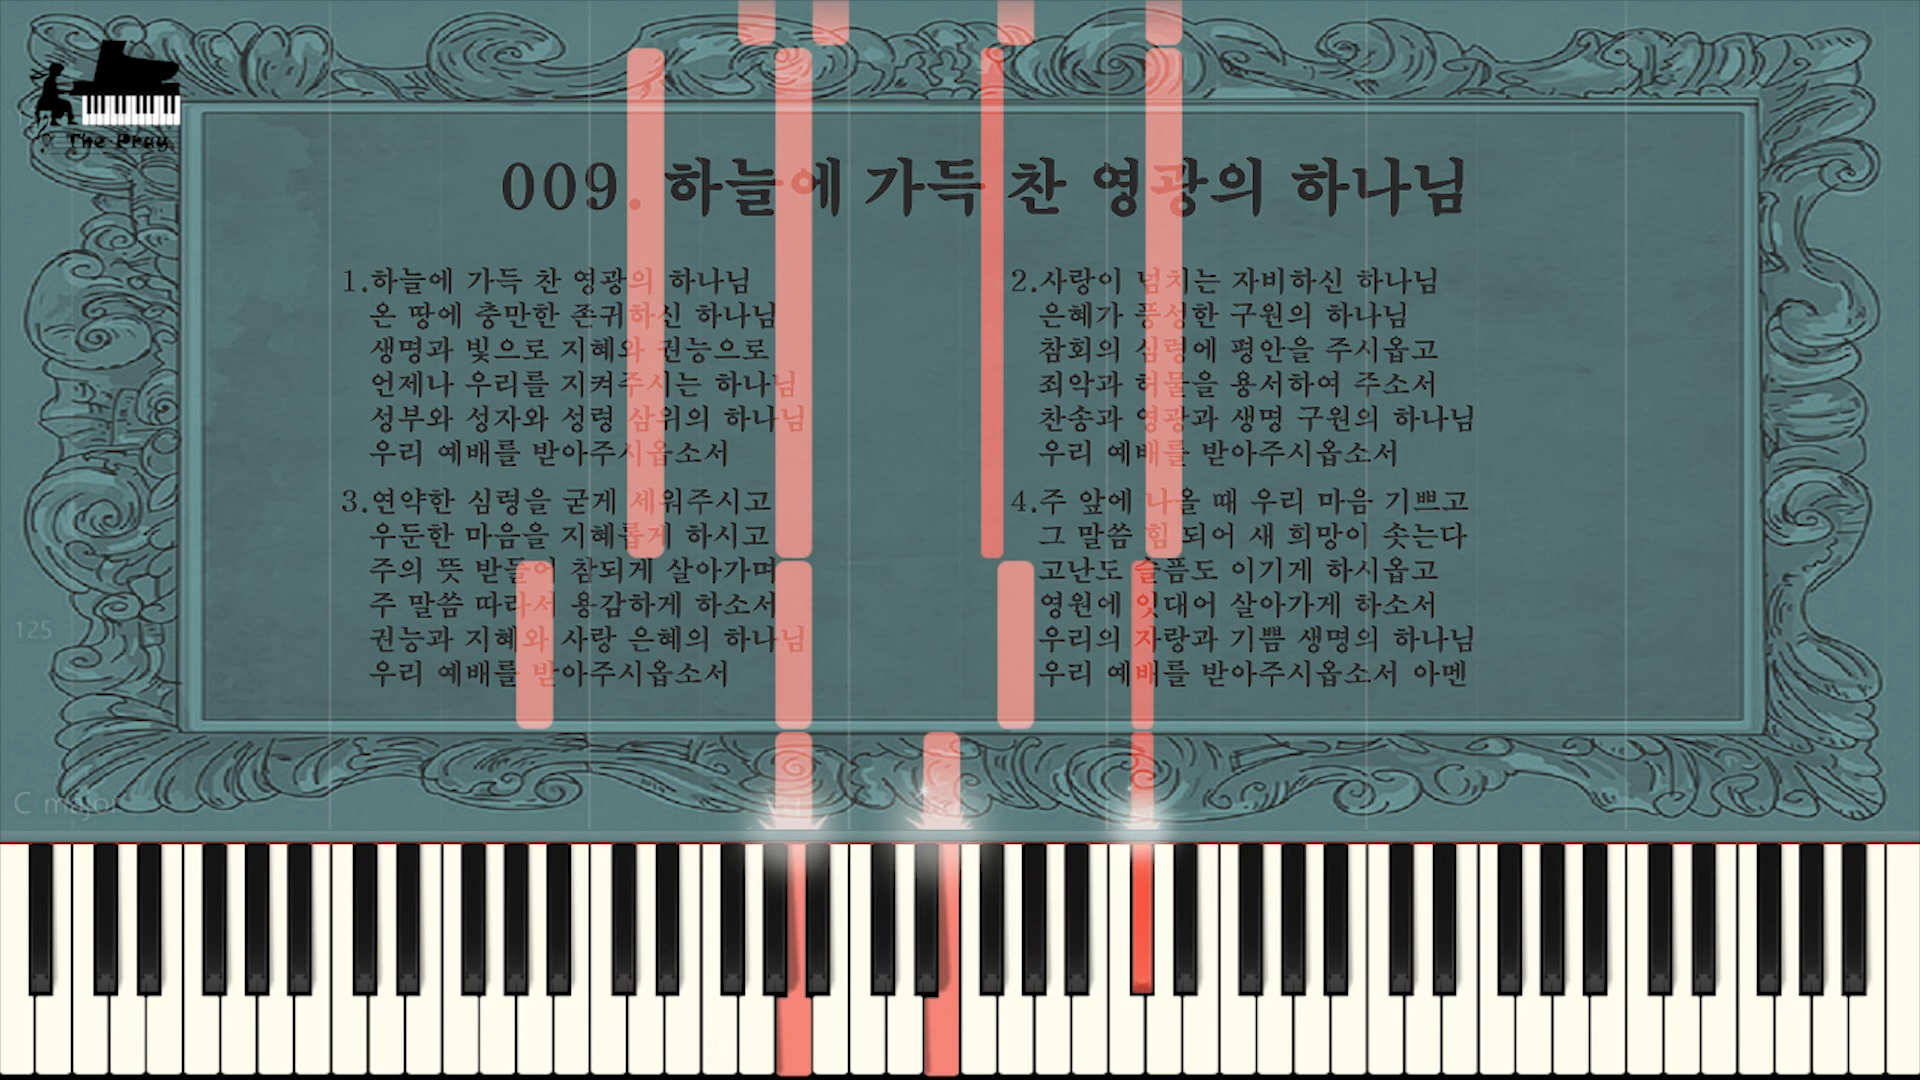 The Pray
009. 하늘에 가득 찬 영광의 하나님
1.하늘에 가득 찬 영광의 하나님
온 땅에 충만한 존귀하신 하나님
생명과 빛으로 지혜와 권능으로
언제나 우리를 지켜주시는 하나님
성부와 성자와 성령 삼위의 하나님
우리 예배를 받아주시옵소서
2.사랑이 넘치는 자비하신 하나님
은혜가 풍성한 구원의 하나님
참회의 심령에 평안을 주시옵고
죄악과 허물을 용서하여 주소서
찬송과 영광과 생명 구원의 하나님
우리 예배를 받아주시옵소서
3.연약한 심령을 굳게 세워주시고
우둔한 마음을 지혜롭게 하시고
주의 뜻 받들어 참되게 살아가며
주 말씀 따라서 용감하게 하소서
권능과 지혜와 사랑 은혜의 하나님
우리 예배를 받아주시옵소서
4.주 앞에 나올 때 우리 마음 기쁘고
그 말씀 힘 되어 새 희망이 솟는다
고난도 슬픔도 이기게 하시옵고
영원에 잇대어 살아가게 하소서
우리의 자랑과 기쁨 생명의 하나님
우리 예배를 받아주시옵소서 아멘
125
C major